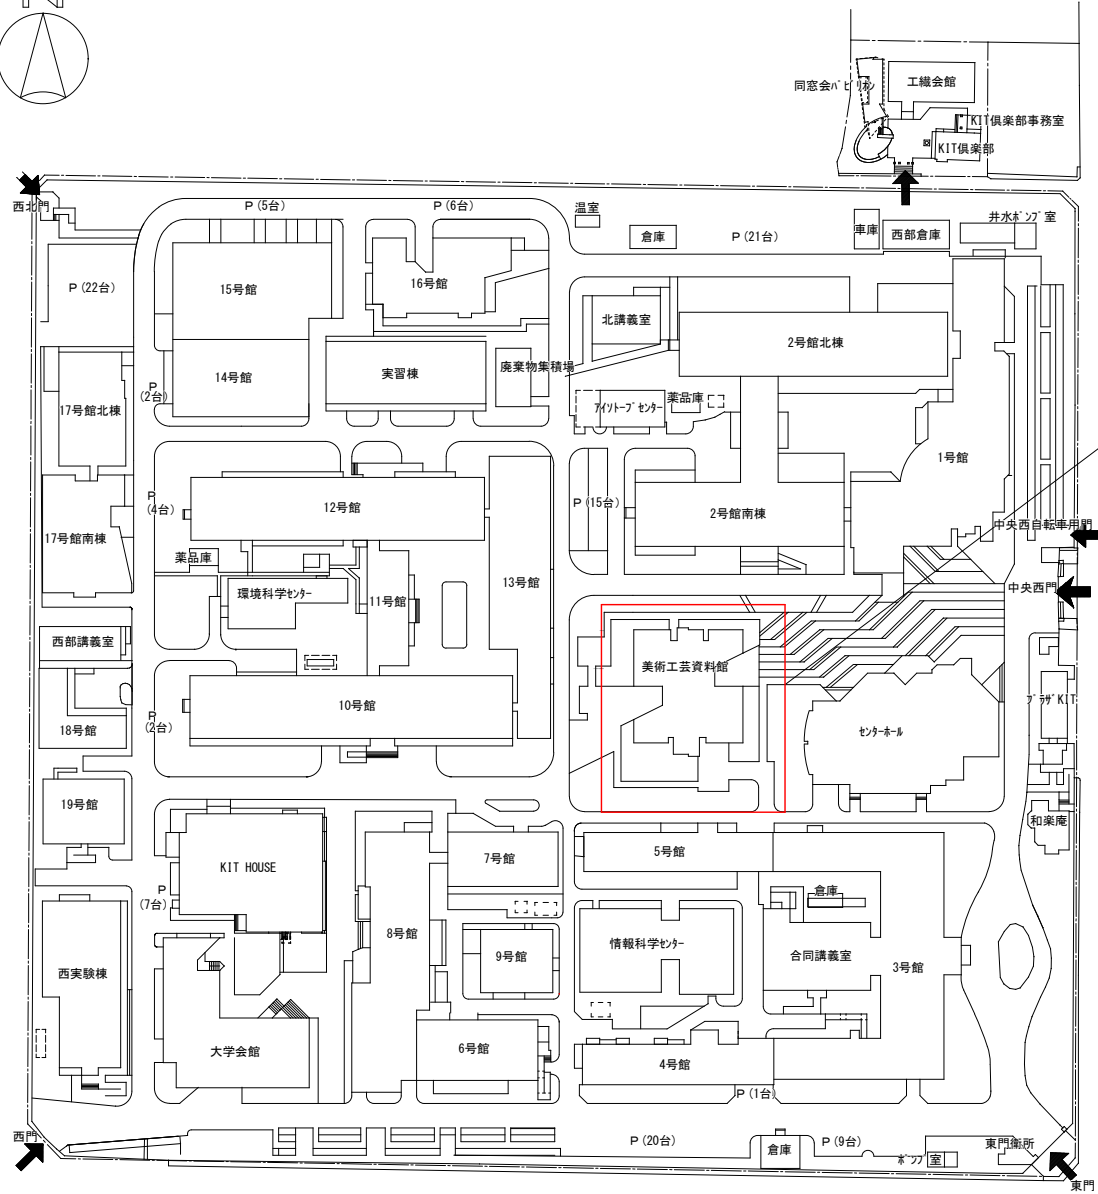 N
同窓会パビリオン
工繊会館
KIT倶楽部事務室
KIT倶楽部
西北門
P (5台)
P (6台)
温室
倉庫
P (21台)
車庫
西部倉庫
井水ポンプ室
P (22台)
15号館
16号館
北講義室
2号館北棟
14号館
実習棟
廃棄物集積場
P
(2台)
17号館北棟
アイソトープセンター
薬品庫
1号館
P
(4台)
12号館
P (15台)
2号館南棟
中央西自転車用門
17号館南棟
薬品庫
13号館
環境科学センター
11号館
中央西門
西部講義室
美術工芸資料館
プラザKIT
10号館
P
(2台)
18号館
センターホール
19号館
和楽庵
7号館
5号館
KIT HOUSE
P
(7台)
倉庫
8号館
9号館
情報科学センター
合同講義室
3号館
西実験棟
大学会館
6号館
4号館
P (1台)
西門
P (20台)
倉庫
P (9台)
ポンプ室
東門衛所
東門